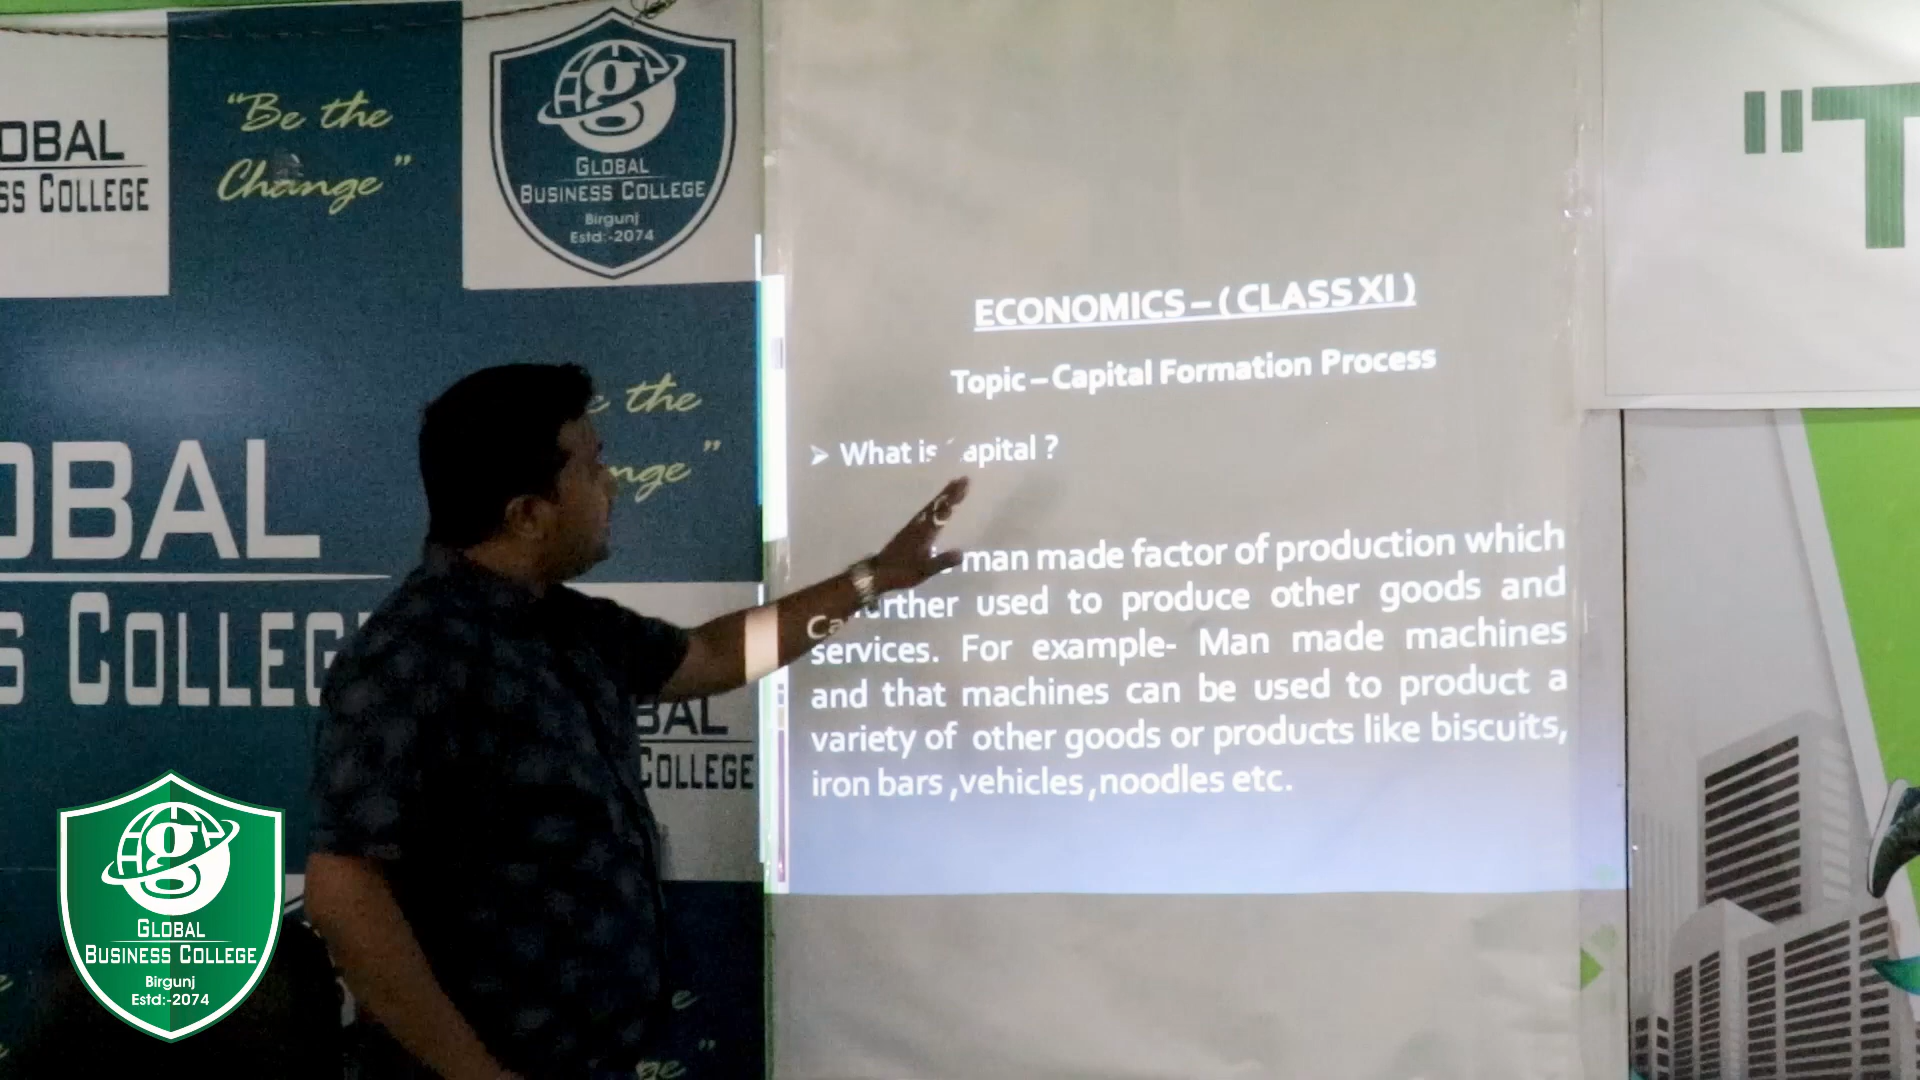 OBAL
SS COLLEGE
"Be the
Change"
g
GLOBAL
BUSINESS COLLEGE
Birgunj
Estd:-2074
"T
ECONOMICS – ( CLASS XI )
Topic – Capital Formation Process
➤ What is apital ?
man made factor of production which
Ca further used to produce other goods and
services. For example- Man made machines
and that machines can be used to product a
variety of other goods or products like biscuits,
iron bars ,vehicles ,noodles etc.
the
nge"
OBAL
S COLLEG
BAL
COLLEGE
g
GLOBAL
BUSINESS COLLEGE
Birgunj
Estd:-2074
e
ge"